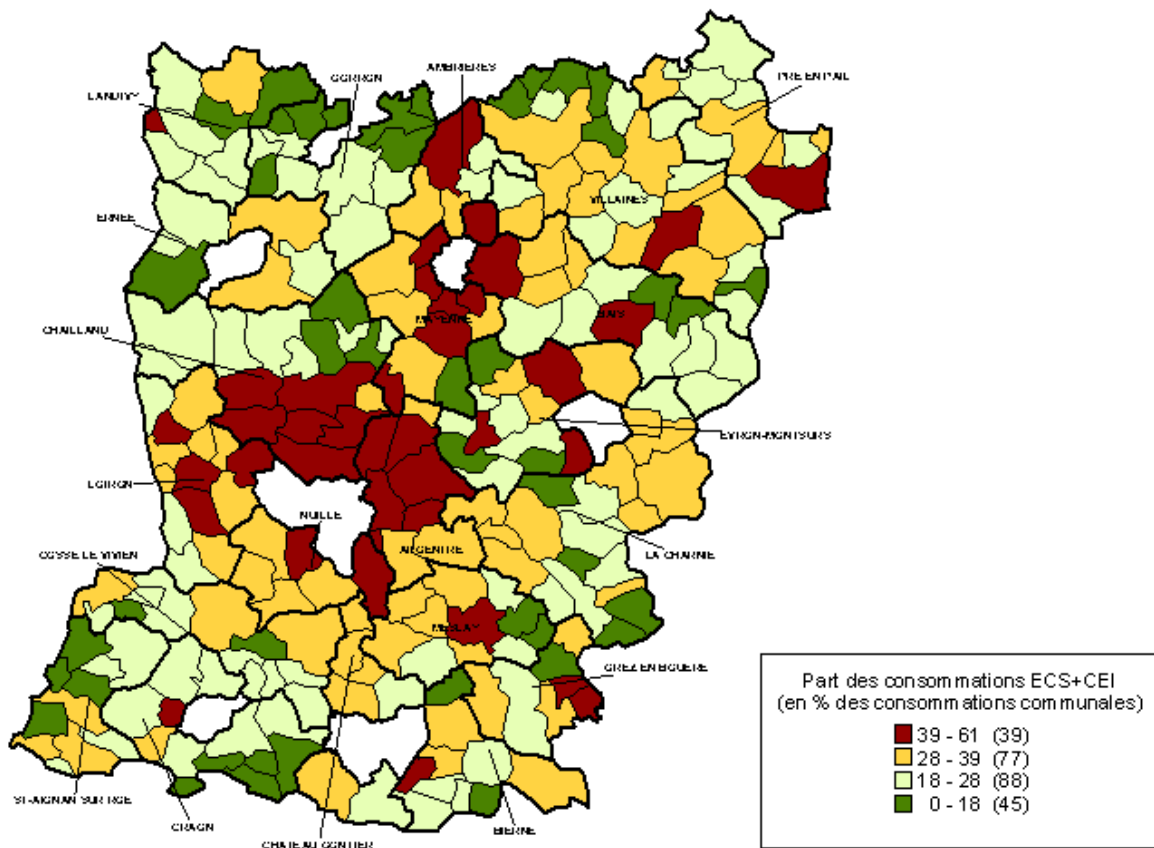 AMBRIERES
GORRON
PRE EN PAIL
LANDIVY
VILLAINES
ERNEE
BAIS
MAYENNE
CHAILLAND
EVRON-MONTSURS
LOIRON
NUILLE
ARGENTRE
LA CHARNIE
COSSE LE VIVIEN
MESLAY
GREZ EN BOUERE
ST-AIGNAN SUR ROE
CRAON
BIERNE
CHATEAU GONTIER
Part des consommations ECS+CEI
(en % des consommations communales)
39 - 61 (39)
28 - 39 (77)
18 - 28 (88)
0 - 18 (45)